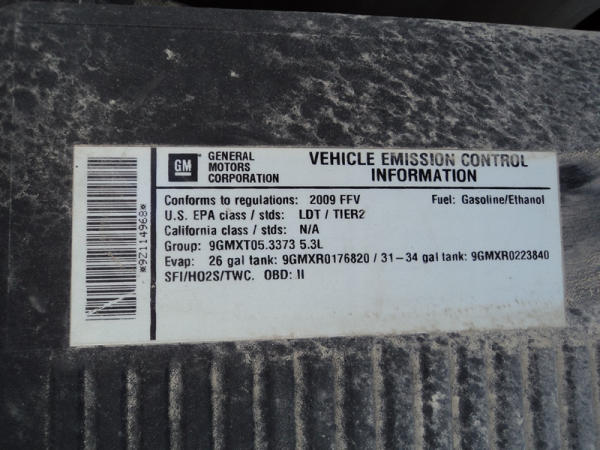 *9Z114968*
GM
GENERAL MOTORS CORPORATION
VEHICLE EMISSION CONTROL INFORMATION
Conforms to regulations: 2009 FFV Fuel: Gasoline/Ethanol
U.S. EPA class / stds: LDT / TIER2
California class / stds: N/A
Group: 9GMXT05.3373 5.3L
Evap: 26 gal tank: 9GMXR0176820 / 31-34 gal tank: 9GMXR0223840
SFI/HO2S/TWC. OBD: II